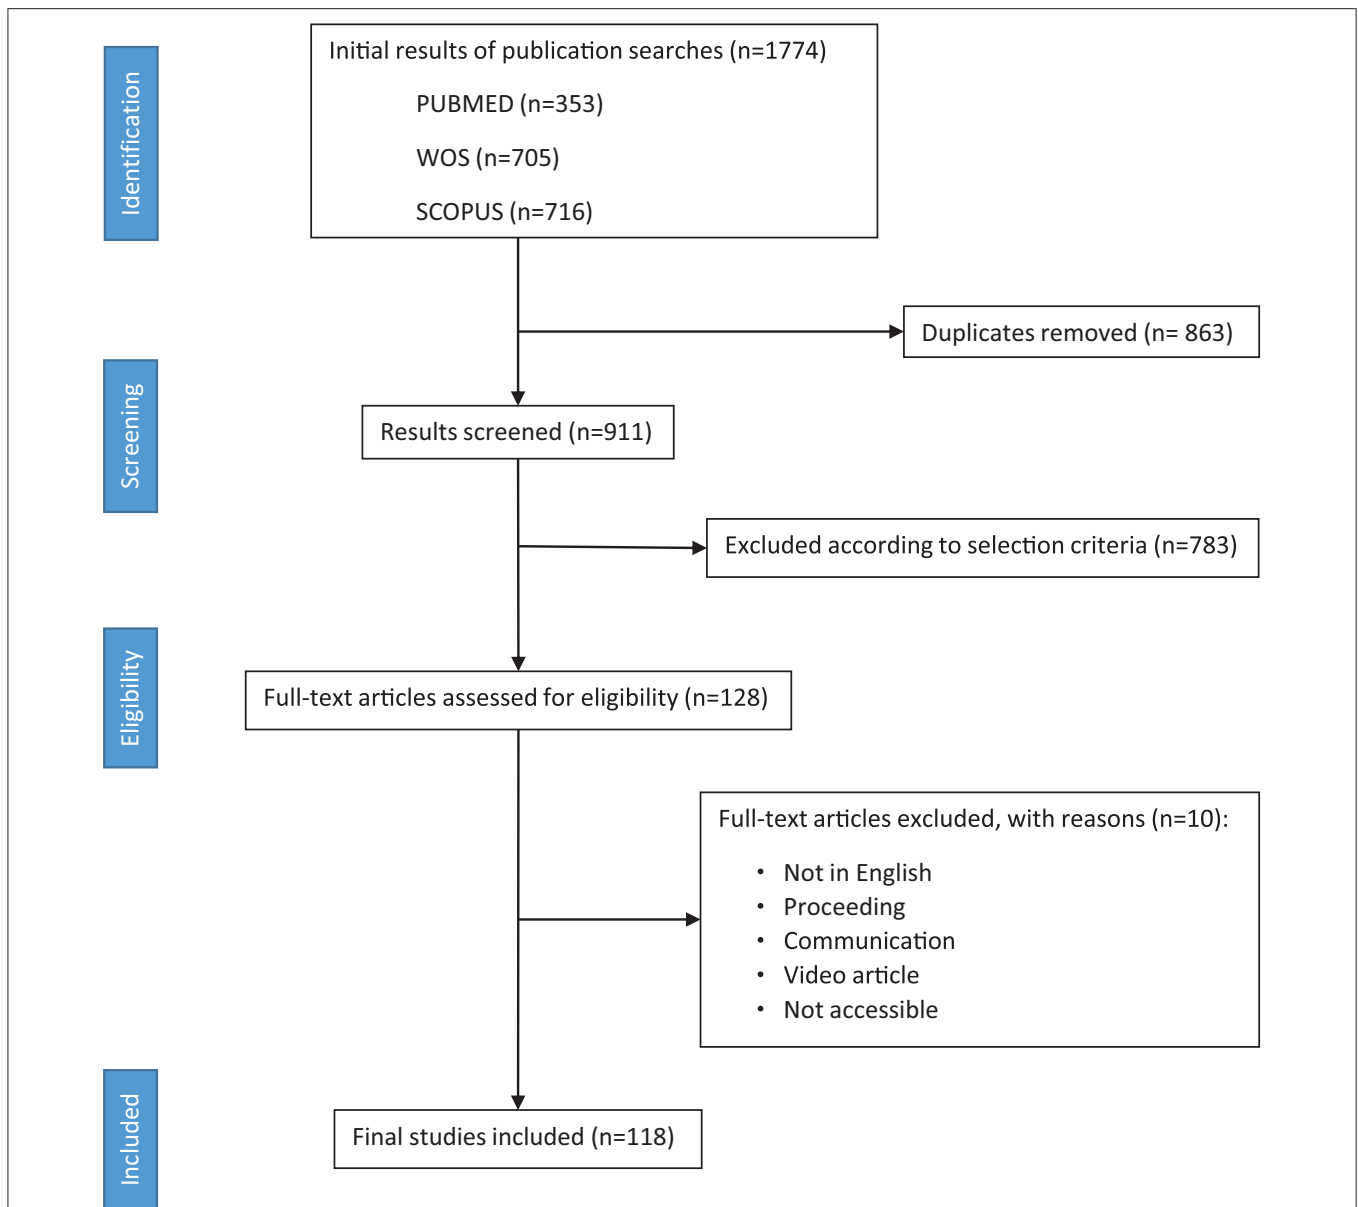 Identification
Initial results of publication searches (n=1774)
PUBMED (n=353)
WOS (n=705)
SCOPUS (n=716)
Duplicates removed (n= 863)
Screening
Results screened (n=911)
Excluded according to selection criteria (n=783)
Eligibility
Full-text articles assessed for eligibility (n=128)
Full-text articles excluded, with reasons (n=10):
• Not in English
• Proceeding
• Communication
• Video article
• Not accessible
Included
Final studies included (n=118)